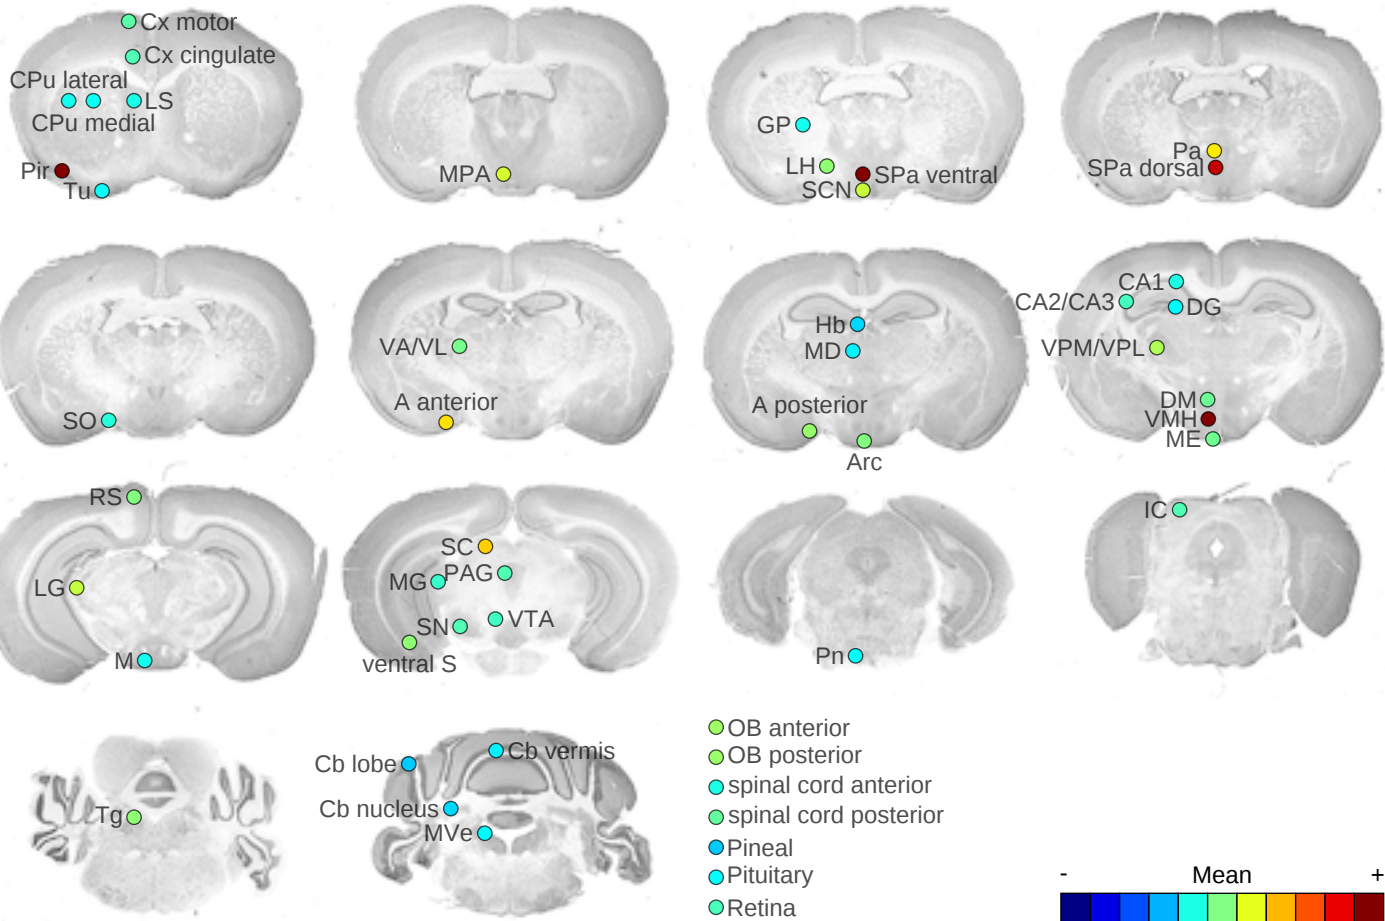 Cx motor
Cx cingulate
CPu lateral
LS
CPu medial
Pir
Tu
MPA
GP
LH
SPa ventral
SCN
Pa
SPa dorsal
SO
VA/VL
A anterior
Hb
MD
A posterior
Arc
CA1
CA2/CA3
DG
VPM/VPL
DM
VMH
ME
RS
LG
M
SC
PAG
MG
SN
VTA
ventral S
Pn
IC
Tg
Cb lobe
Cb vermis
Cb nucleus
MVe
OB anterior
OB posterior
spinal cord anterior
spinal cord posterior
Pineal
Pituitary
Retina
- Mean +